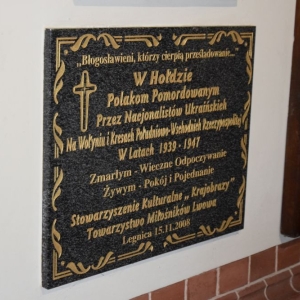 „Błogosławieni, którzy cierpią prześladowanie..."
W Hołdzie
Polakom Pomordowanym
Przez Nacjonalistów Ukraińskich
Na Wołyniu i Kresach Południowo-Wschodnich Rzeczypospolitej
W Latach 1939 - 1947
Zmarłym - Wieczne Odpoczywanie
Żywym - Pokój i Pojednanie
Stowarzyszenie Kulturalne „Krajobrazy"
Towarzystwo Miłośników Lwowa
Legnica 15.11.2008